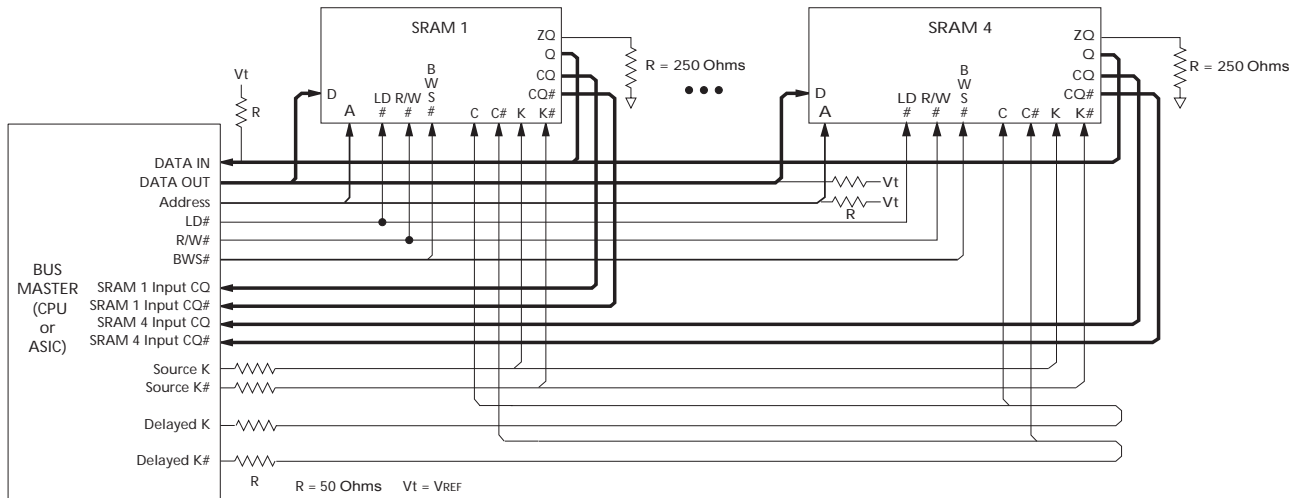 SRAM 1
ZQ
Q
CQ
CQ#
D
A
LD
#
R/W
#
B
W
S
#
C
C#
K
K#
R = 250 Ohms
SRAM 4
ZQ
Q
CQ
CQ#
D
A
LD
#
R/W
#
B
W
S
#
C
C#
K
K#
R = 250 Ohms
Vt
R
BUS
MASTER
(CPU
or
ASIC)
DATA IN
DATA OUT
Address
LD#
R/W#
BWS#
SRAM 1 Input CQ
SRAM 1 Input CQ#
SRAM 4 Input CQ
SRAM 4 Input CQ#
Source K
Source K#
Delayed K
Delayed K#
Vt
Vt
R
R
R = 50 Ohms Vt = VREF